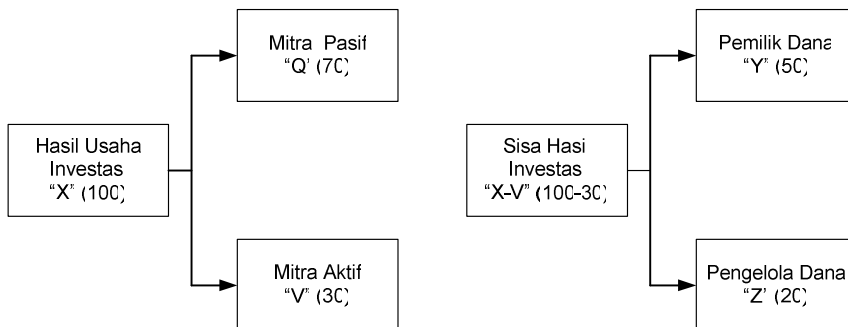 Mitra Pasif
"Q' (70)
Hasil Usaha
Investas
"X" (100)
Mitra Aktif
"V" (30)
Pemilik Dana
"Y" (50)
Sisa Hasi
Investas
"X-V" (100-30)
Pengelola Dana
"Z' (20)